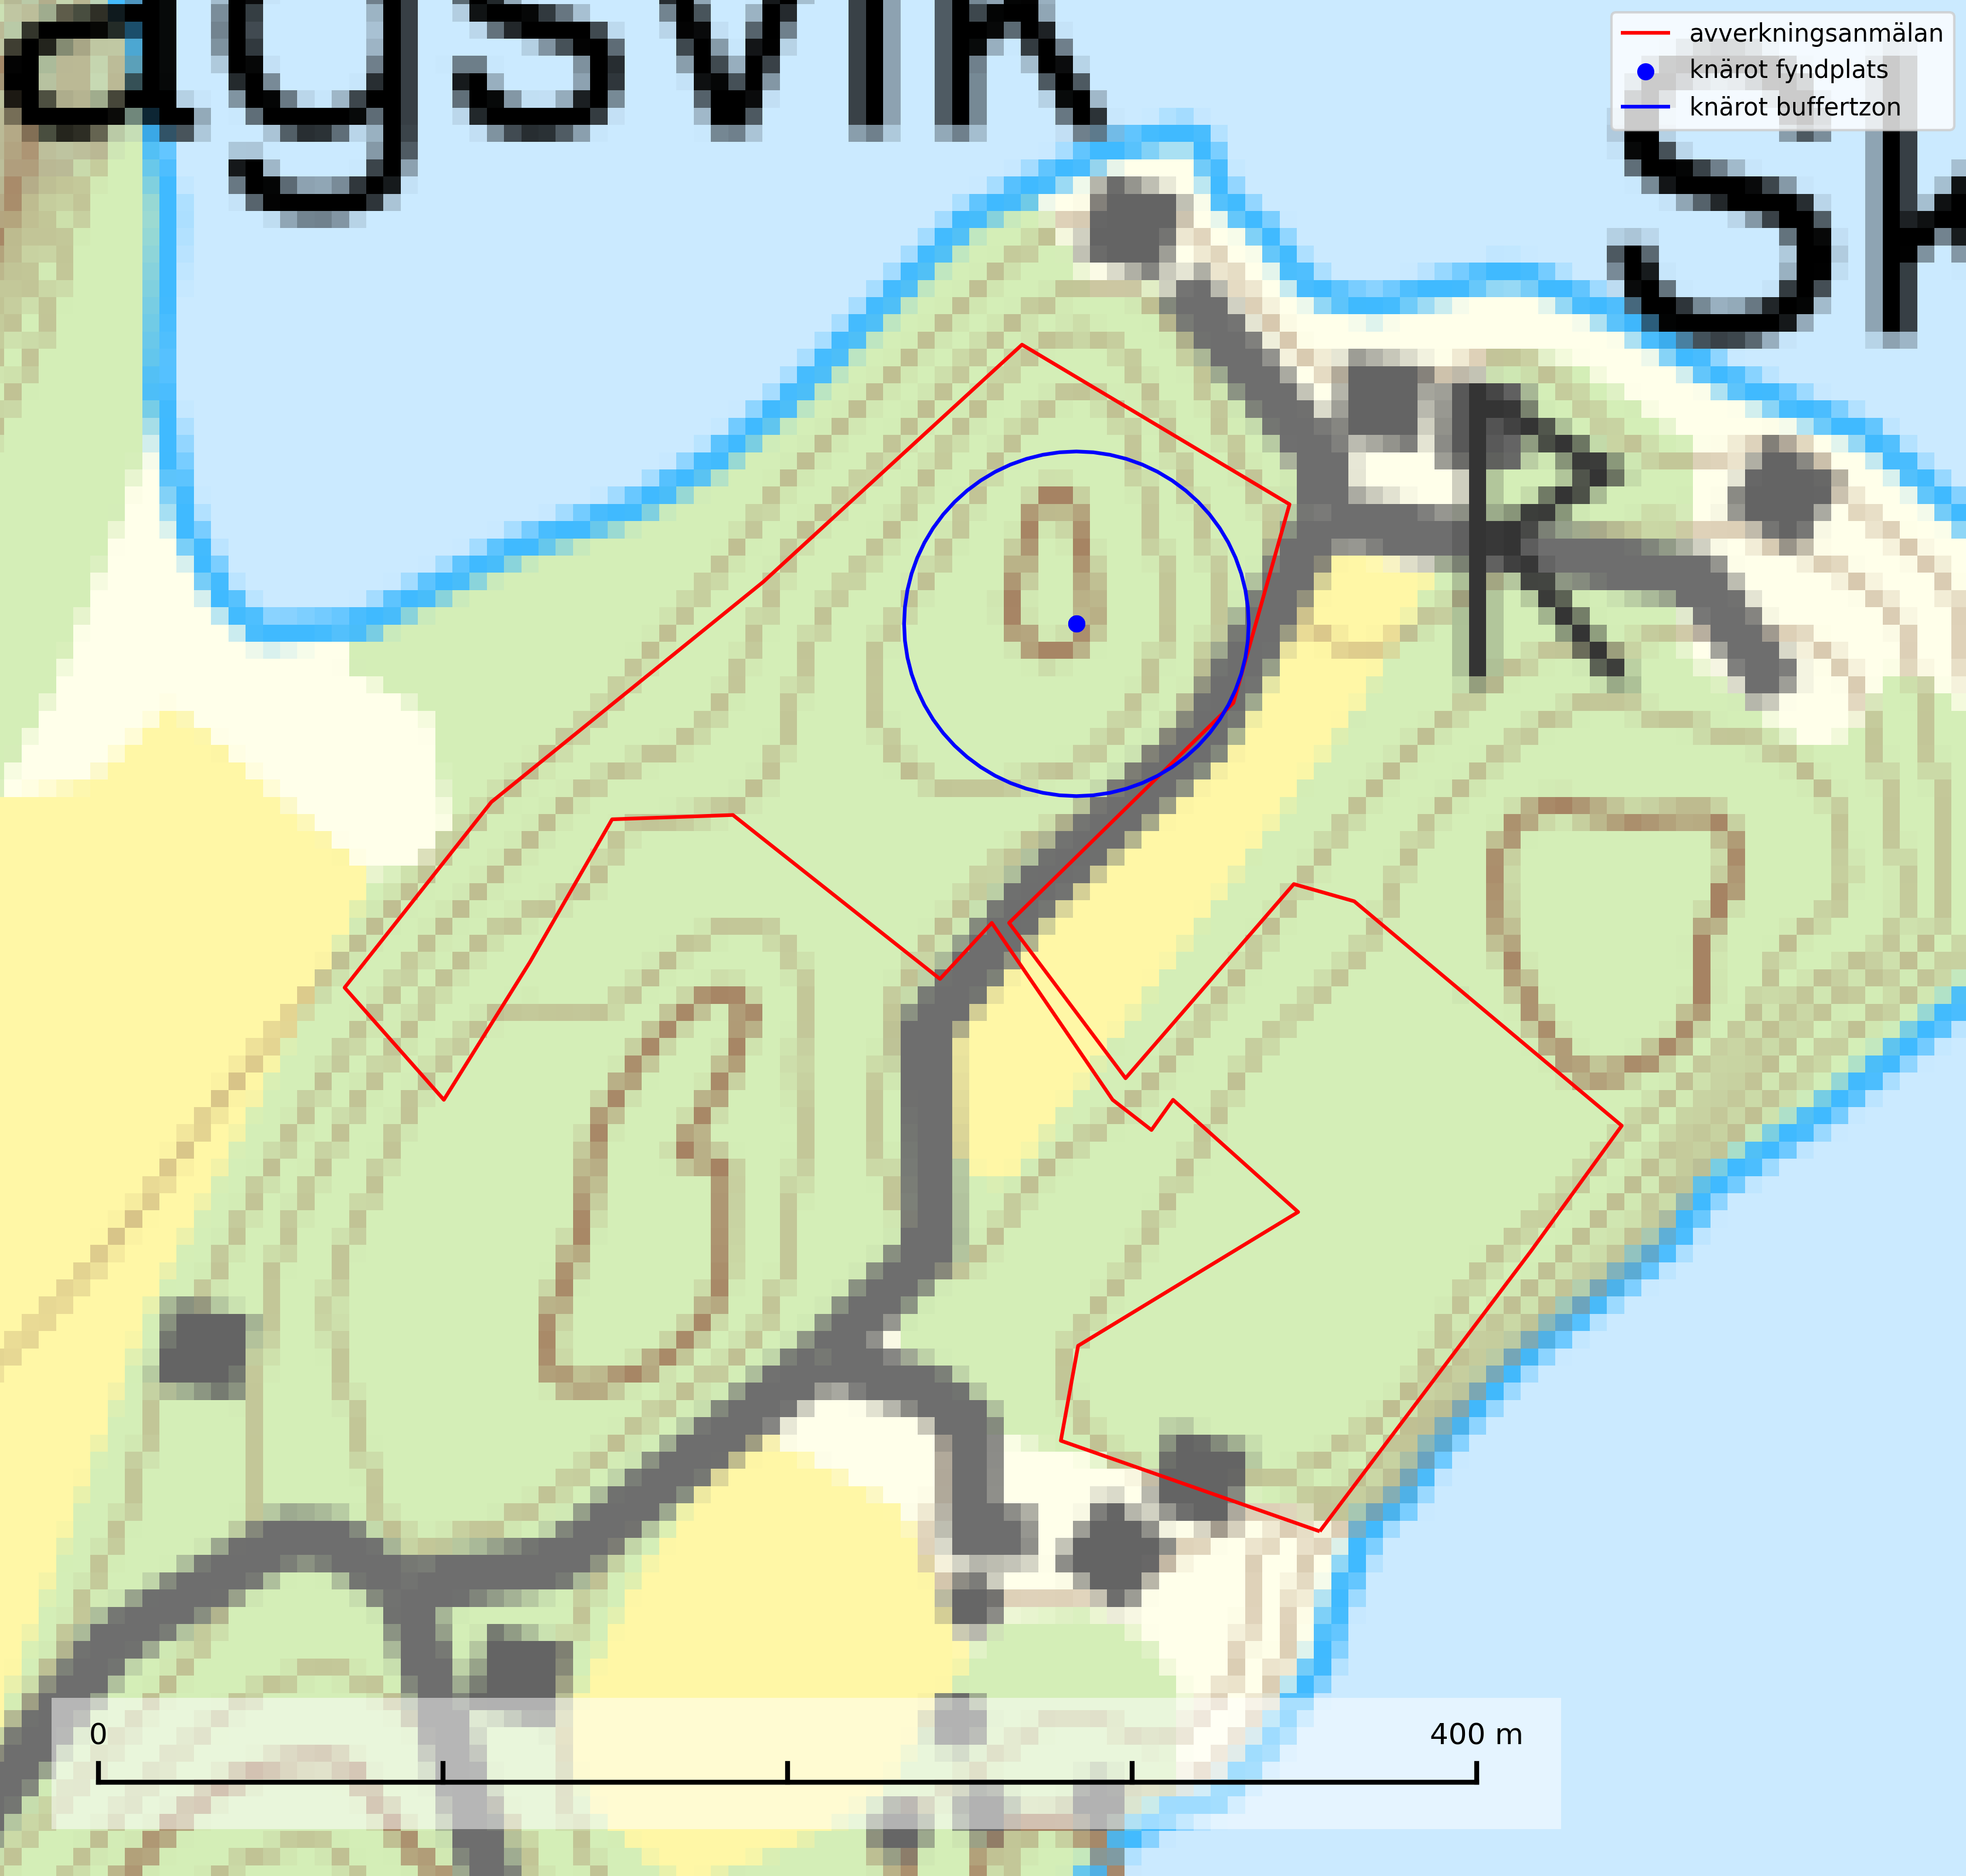 avverkningsanmälan
knärot fyndplats
knärot buffertzon
R
0 400 m